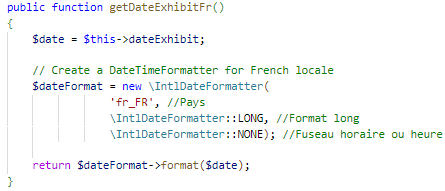 public function getDateExhibitFr()
{
$date = $this->dateExhibit;
// Create a DateTimeFormatter for French locale
$dateFormat = new \IntlDateFormatter(
'fr_FR', //Pays
\IntlDateFormatter::LONG, //Format long
\IntlDateFormatter::NONE); //Fuseau horaire ou heure
return $dateFormat->format($date);
}